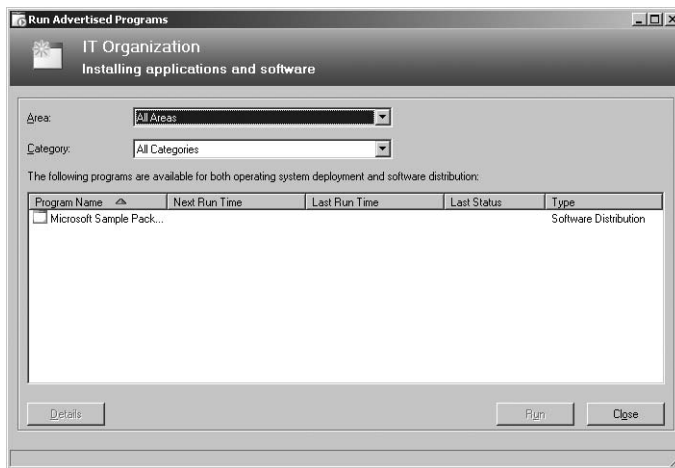 Run Advertised Programs
IT Organization
Installing applications and software
Area: All Areas
Category: All Categories
The following programs are available for both operating system deployment and software distribution:
Program Name Next Run Time Last Run Time Last Status Type
Microsoft Sample Pack... Software Distribution
Details Run Close